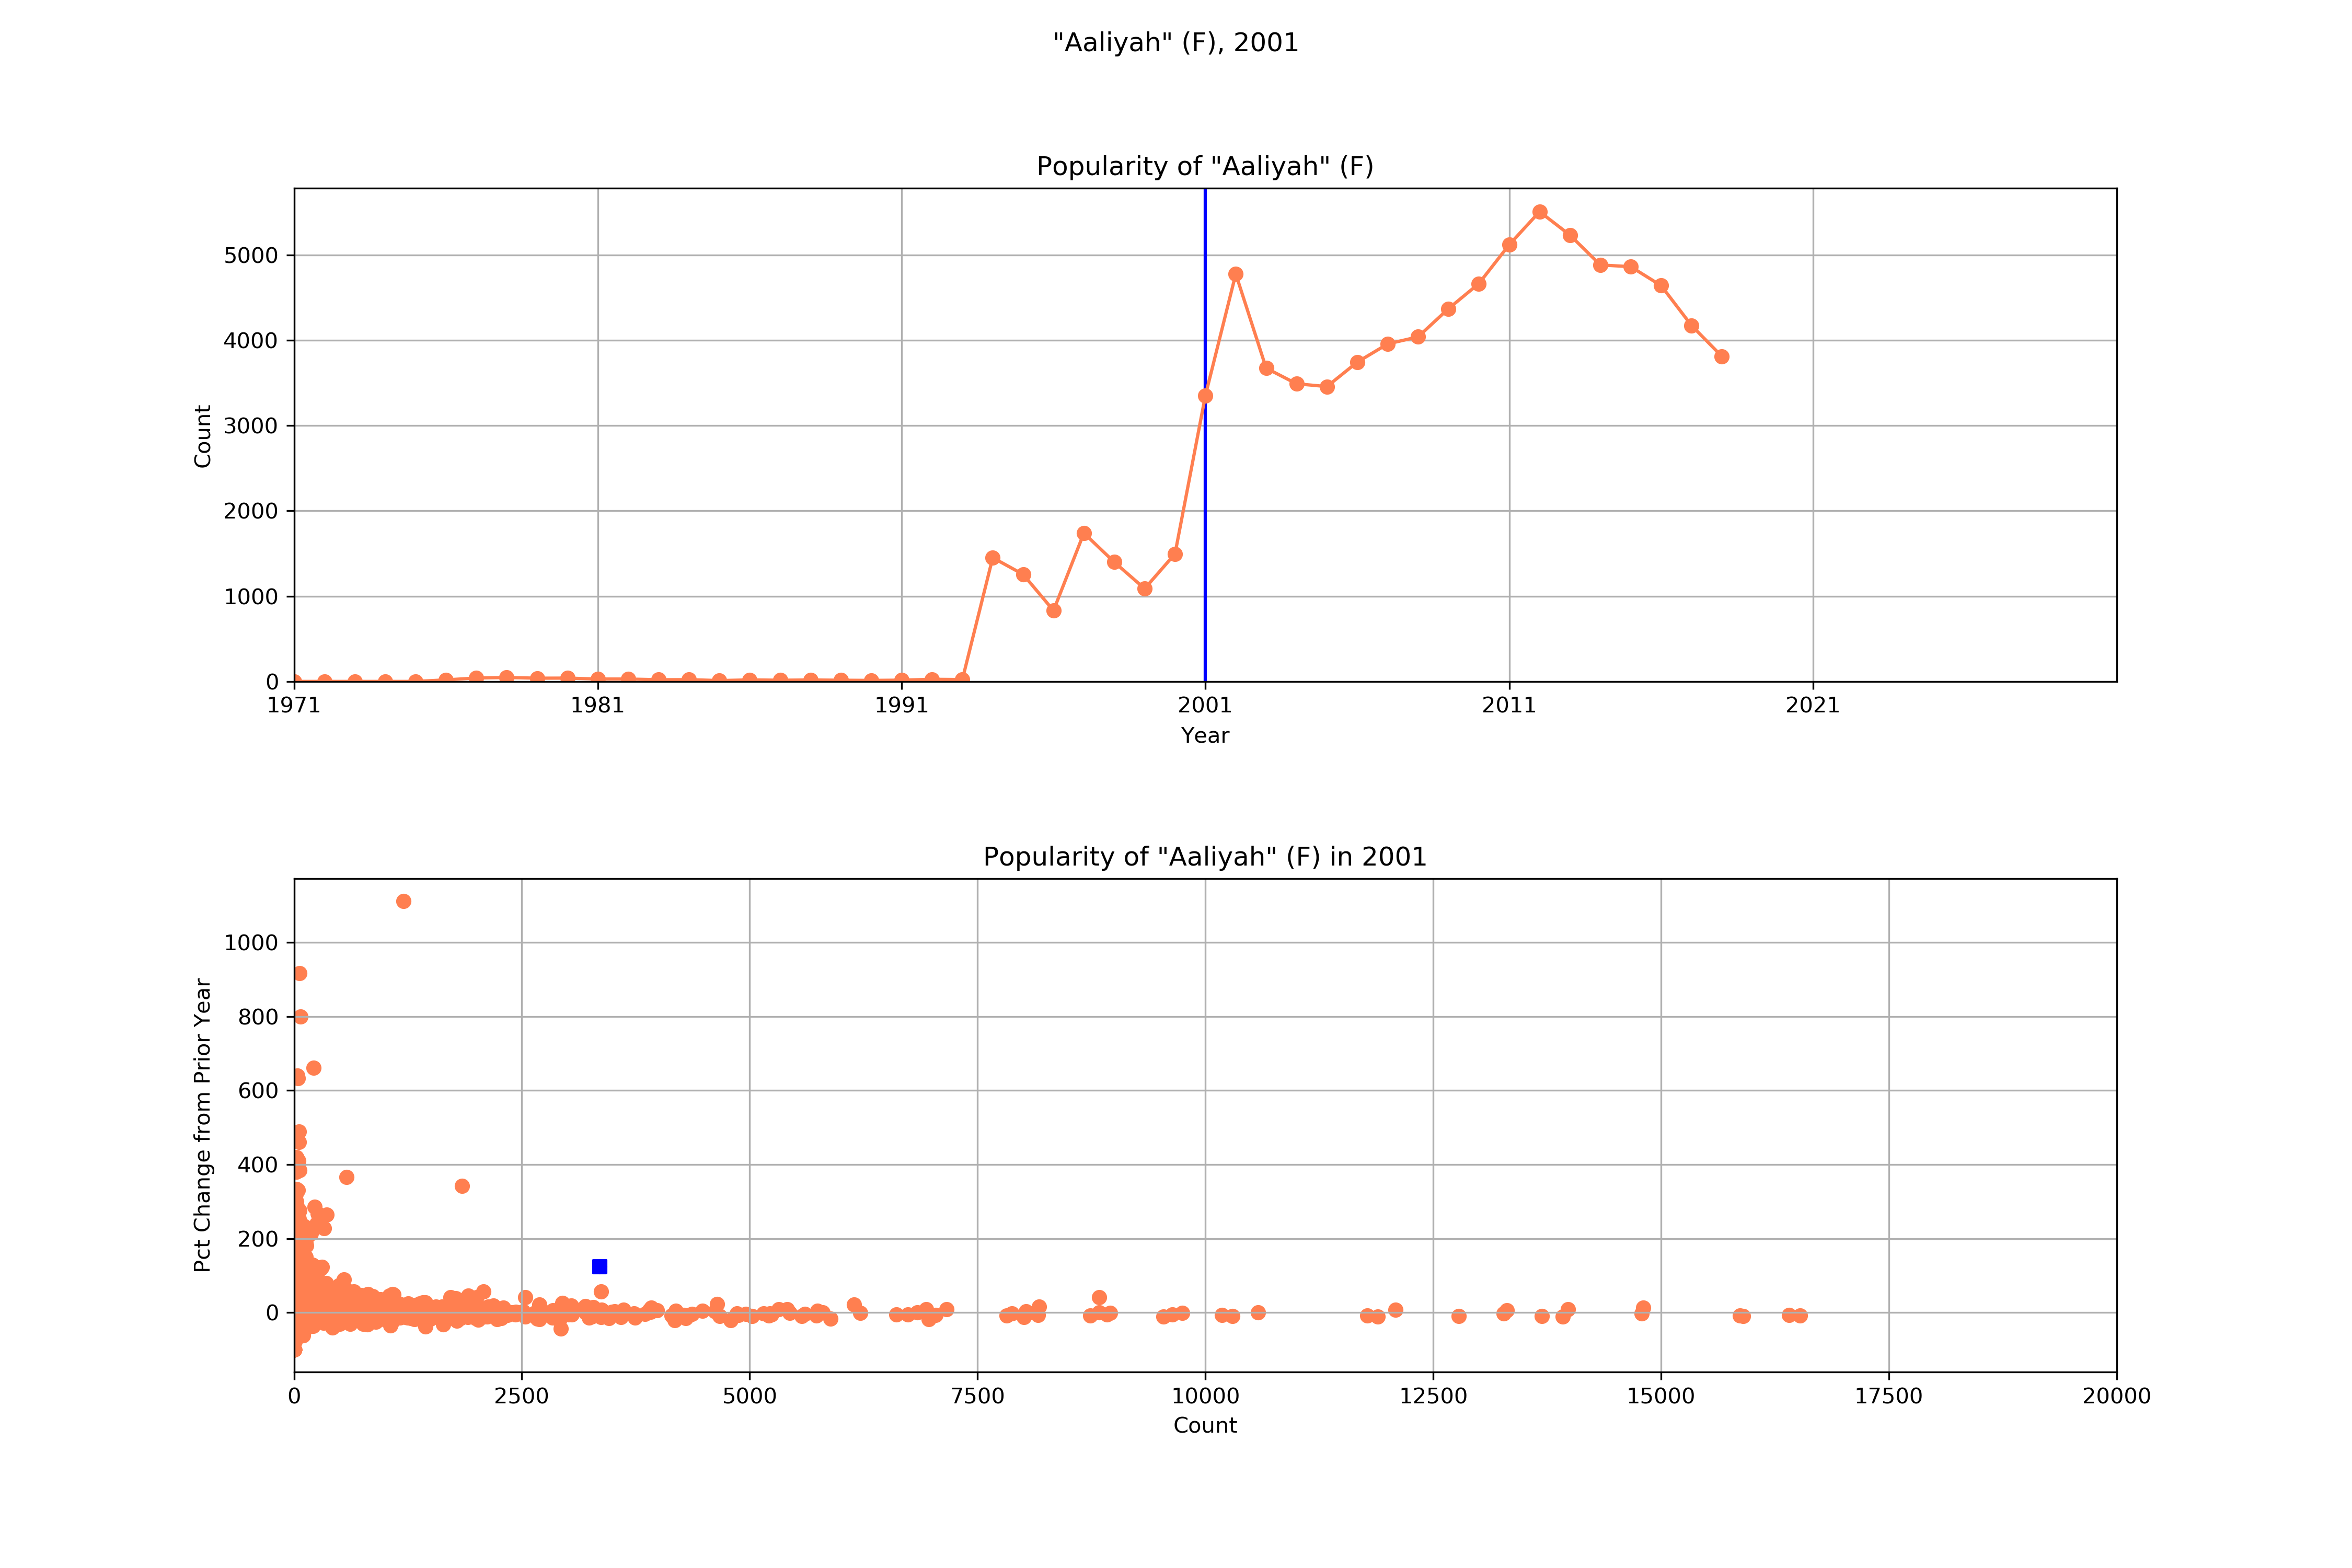 "Aaliyah" (F), 2001
Popularity of "Aaliyah" (F)
5000
4000
3000
2000
1000
0
Count
1971 1981 1991 2001 2011 2021
Year
Popularity of "Aaliyah" (F) in 2001
1000
800
600
400
200
0
Pct Change from Prior Year
0 2500 5000 7500 10000 12500 15000 17500 20000
Count